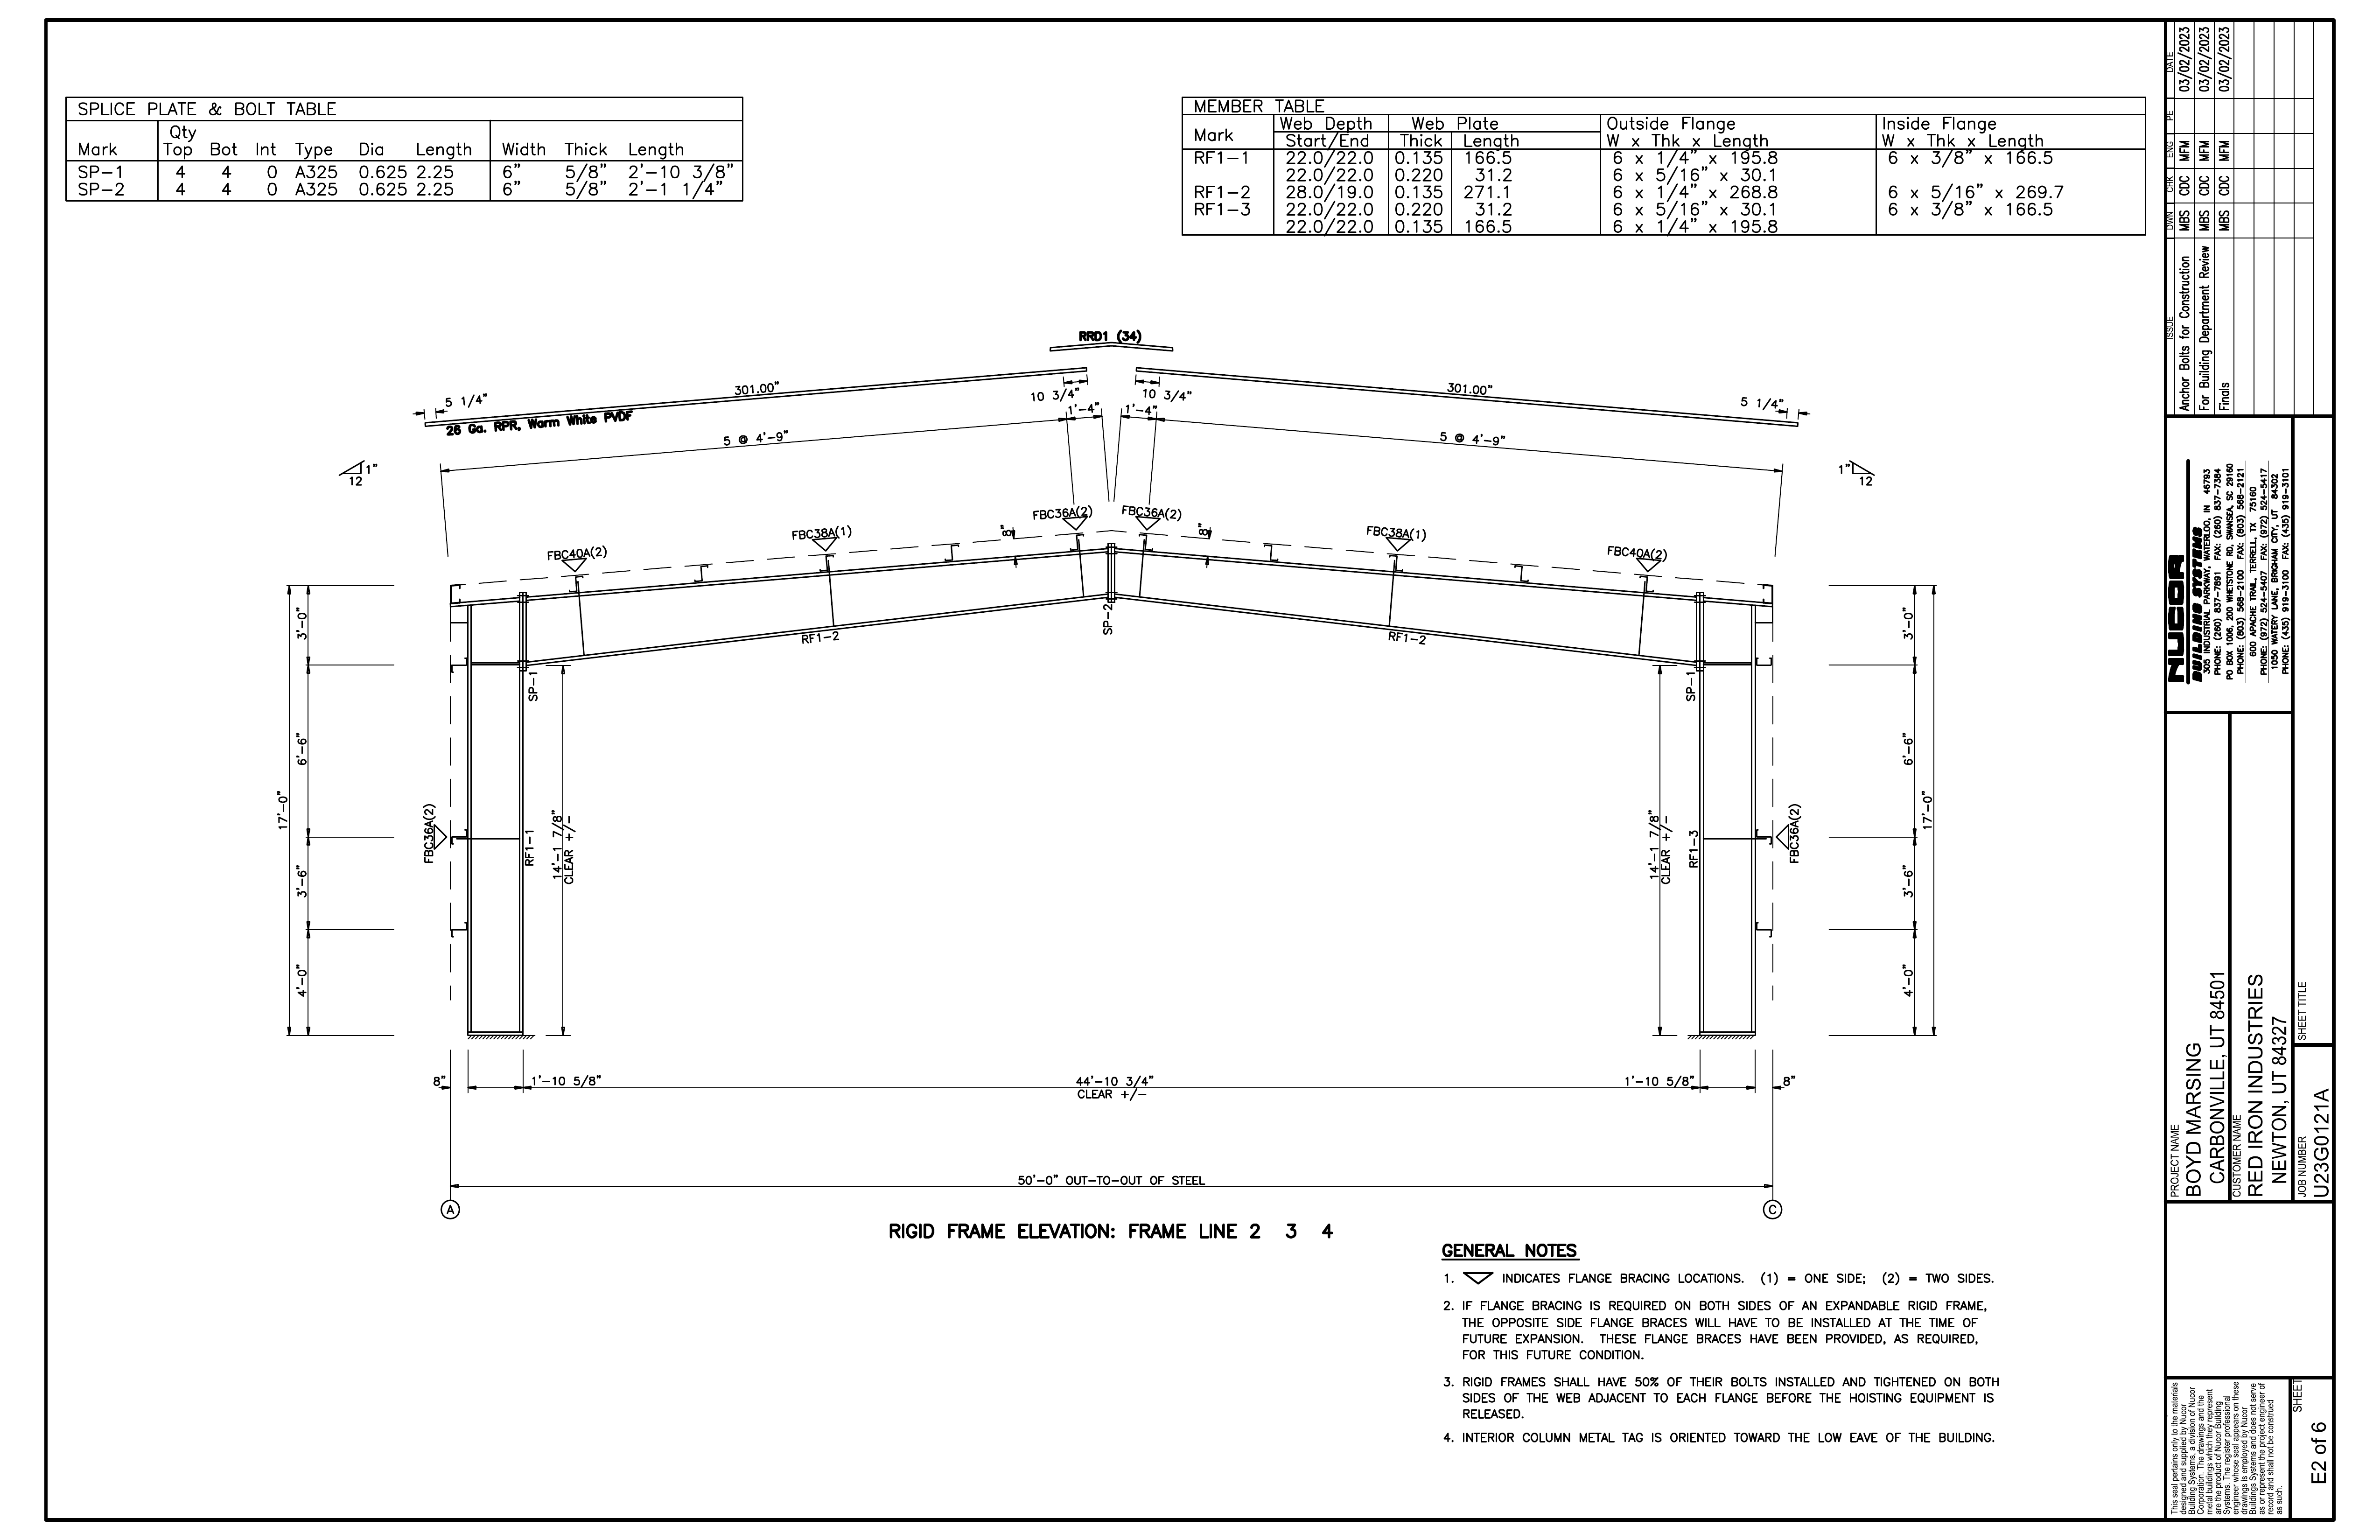 SPLICE PLATE & BOLT TABLE
Qty
Mark Top Bot Int Type Dia Length Width Thick Length
SP-1 4 4 0 A325 0.625 2.25 6" 5/8" 2'-10 3/8"
SP-2 4 4 0 A325 0.625 2.25 6" 5/8" 2'-1 1/4"
MEMBER TABLE
Web Depth Web Plate Outside Flange Inside Flange
Mark Start/End Thick Length W x Thk x Length W x Thk x Length
RF1-1 22.0/22.0 0.135 166.5 6 x 1/4" x 195.8 6 x 3/8" x 166.5
22.0/22.0 0.220 31.2 6 x 5/16" x 30.1
RF1-2 28.0/19.0 0.135 271.1 6 x 1/4" x 268.8 6 x 5/16" x 269.7
RF1-3 22.0/22.0 0.220 31.2 6 x 5/16" x 30.1 6 x 3/8" x 166.5
22.0/22.0 0.135 166.5 6 x 1/4" x 195.8
RRD1 (34)
301.00"
301.00"
5 1/4"
10 3/4"
10 3/4"
5 1/4"
26 Ga. RPR, Warm White PVDF
1'-4"
1'-4"
5 @ 4'-9"
5 @ 4'-9"
1"
12
1"
12
FBC40A(2)
FBC38A(1)
8"
FBC36A(2)
FBC36A(2)
8"
FBC38A(1)
FBC40A(2)
RF1-2
SP-2
RF1-2
SP-1
SP-1
3'-0"
6'-6"
17'-0"
3'-6"
4'-0"
FBC36A(2)
RF1-1
14'-1 7/8"
CLEAR +/-
14'-1 7/8"
CLEAR +/-
RF1-3
FBC36A(2)
3'-0"
6'-6"
17'-0"
3'-6"
4'-0"
8"
1'-10 5/8"
44'-10 3/4"
CLEAR +/-
1'-10 5/8"
8"
50'-0" OUT-TO-OUT OF STEEL
A
C
RIGID FRAME ELEVATION: FRAME LINE 2 3 4
GENERAL NOTES
1. INDICATES FLANGE BRACING LOCATIONS. (1) = ONE SIDE; (2) = TWO SIDES.
2. IF FLANGE BRACING IS REQUIRED ON BOTH SIDES OF AN EXPANDABLE RIGID FRAME,
THE OPPOSITE SIDE FLANGE BRACES WILL HAVE TO BE INSTALLED AT THE TIME OF
FUTURE EXPANSION. THESE FLANGE BRACES HAVE BEEN PROVIDED, AS REQUIRED,
FOR THIS FUTURE CONDITION.
3. RIGID FRAMES SHALL HAVE 50% OF THEIR BOLTS INSTALLED AND TIGHTENED ON BOTH
SIDES OF THE WEB ADJACENT TO EACH FLANGE BEFORE THE HOISTING EQUIPMENT IS
RELEASED.
4. INTERIOR COLUMN METAL TAG IS ORIENTED TOWARD THE LOW EAVE OF THE BUILDING.
ISSUE DWN CHK ENG PE DATE
Anchor Bolts for Construction MBS CDC MFM 03/02/2023
For Building Department Review MBS CDC MFM 03/02/2023
Finals MBS CDC MFM 03/02/2023
NUCOR
BUILDING SYSTEMS
305 INDUSTRIAL PARKWAY, WATERLOO, IN 46793
PHONE: (260) 837-7891 FAX: (260) 837-7384
PO BOX 1006, 200 WHETSTONE RD, SWANSEA, SC 29160
PHONE: (803) 568-2100 FAX: (803) 568-2121
600 APACHE TRAIL, TERRELL, TX 75160
PHONE: (972) 524-5407 FAX: (972) 524-5417
1050 WATERY LANE, BRIGHAM CITY, UT 84302
PHONE: (435) 919-3100 FAX: (435) 919-3101
PROJECT NAME
BOYD MARSING
CARBONVILLE, UT 84501
CUSTOMER NAME
RED IRON INDUSTRIES
NEWTON, UT 84327
SHEET TITLE
JOB NUMBER
U23G0121A
This seal pertains only to the materials
designed and supplied by Nucor
Building Systems, a division of Nucor
Corporation. The drawings and the
metal buildings which they represent
are the product of Nucor Building
Systems. The register professional
engineer whose seal appears on these
drawings is employed by Nucor
Buildings Systems and does not serve
as or represent the project engineer of
record and shall not be construed
as such.
SHEET
E2 of 6